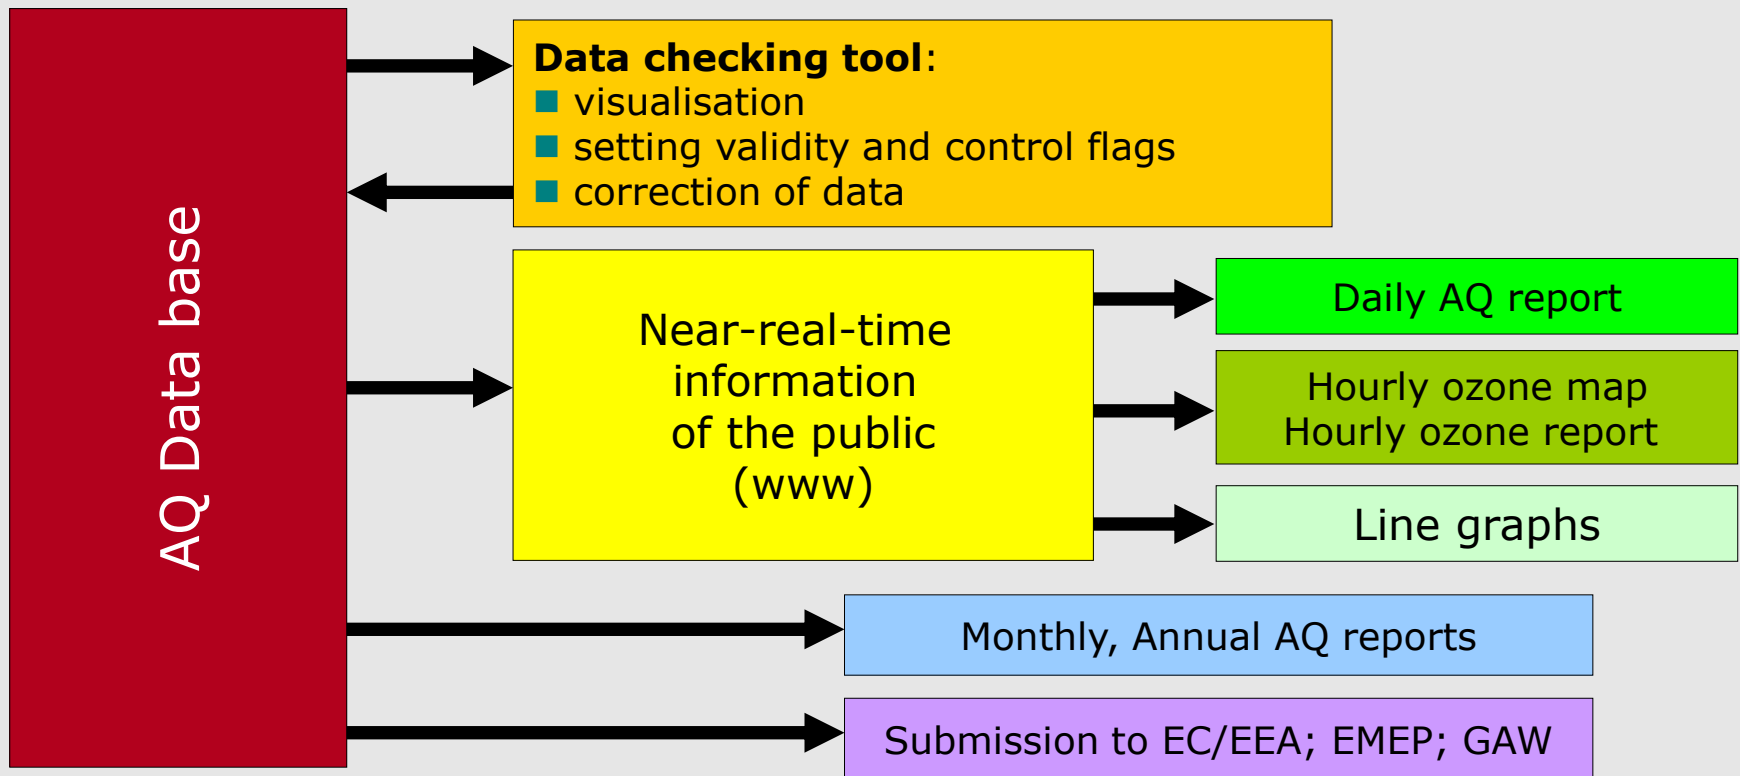 AQ Data base
Data checking tool:
visualisation
setting validity and control flags
correction of data
Near-real-time
information
of the public
(www)
Daily AQ report
Hourly ozone map
Hourly ozone report
Line graphs
Monthly, Annual AQ reports
Submission to EC/EEA; EMEP; GAW